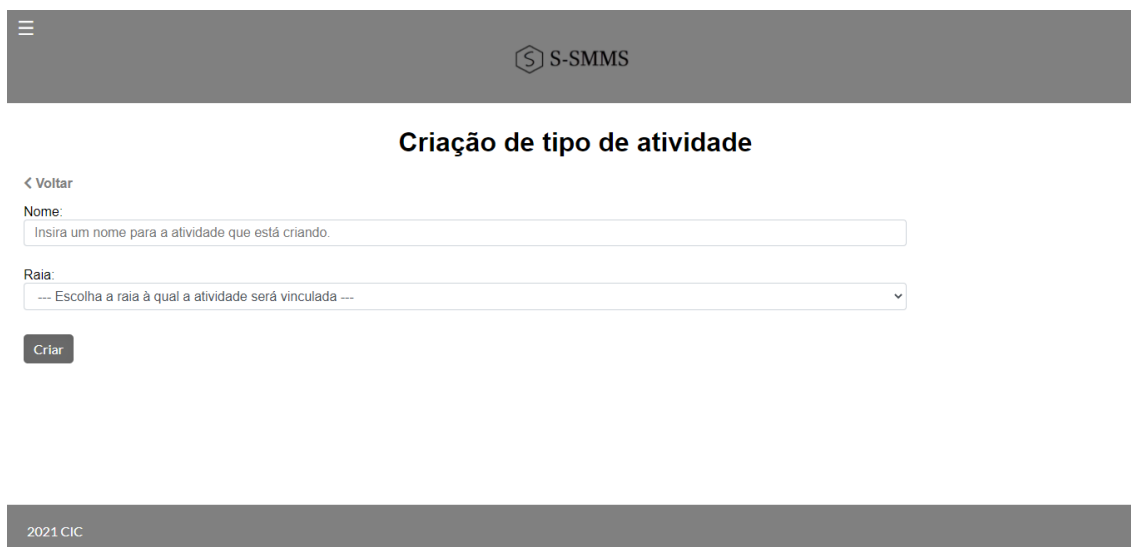 S-SMMS
Criação de tipo de atividade
Voltar
Nome:
Insira um nome para a atividade que está criando.
Raia:
--- Escolha a raia à qual a atividade será vinculada ---
Criar
2021 CIC